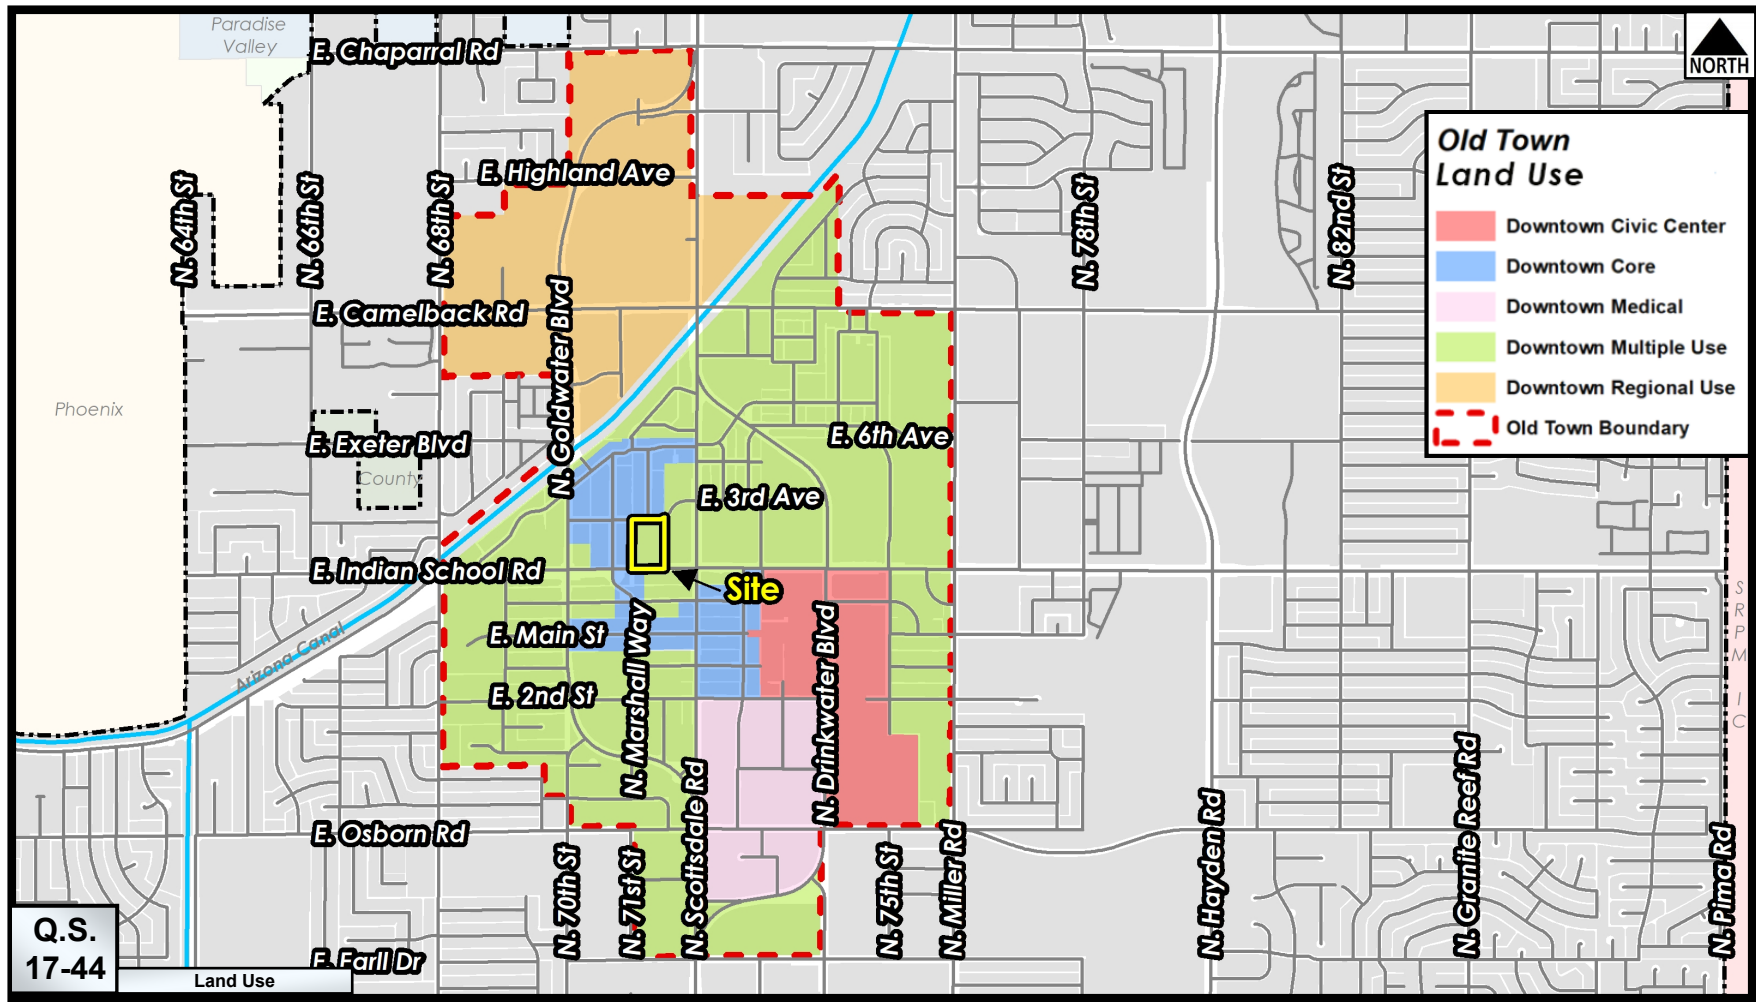 Paradise
Valley
E. Chaparral Rd
NORTH
Old Town
Land Use
Downtown Civic Center
Downtown Core
Downtown Medical
Downtown Multiple Use
Downtown Regional Use
Old Town Boundary
E. Highland Ave
N. 64th St
N. 66th St
N. 68th St
N. 78th St
N. 82nd St
E. Camelback Rd
N. Goldwater Blvd
Phoenix
E. Exeter Blvd
County
E. 6th Ave
E. 3rd Ave
E. Indian School Rd
Site
Arizona Canal
E. Main St
E. 2nd St
N. Marshall Way
N. Drinkwater Blvd
SRPMIC
N. Scottsdale Rd
E. Osborn Rd
N. 70th St
N. 71st St
N. 75th St
N. Miller Rd
N. Hayden Rd
N. Granite Reef Rd
N. Pima Rd
Q.S.
17-44
E. Earll Dr
Land Use